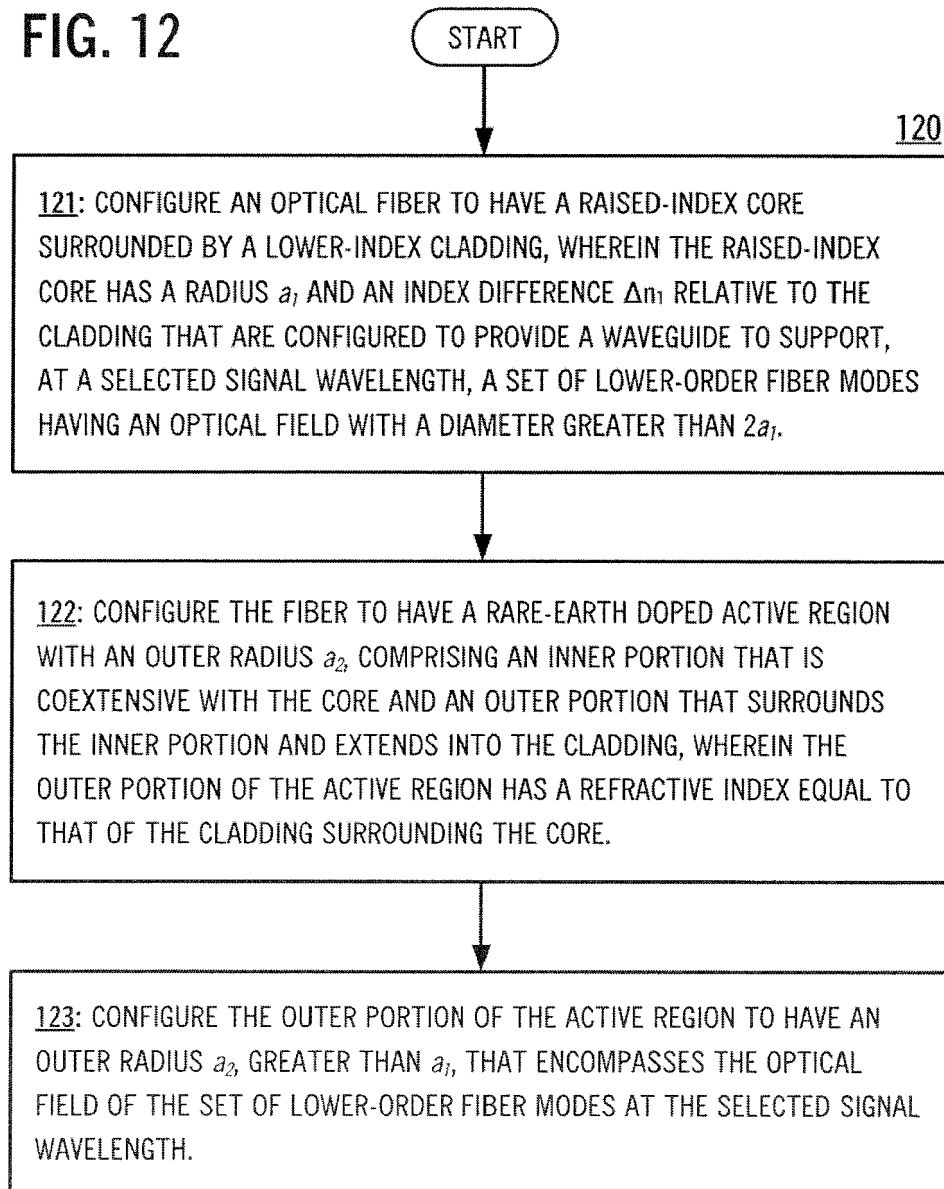 FIG. 12
START
120
121: CONFIGURE AN OPTICAL FIBER TO HAVE A RAISED-INDEX CORE
SURROUNDED BY A LOWER-INDEX CLADDING, WHEREIN THE RAISED-INDEX
CORE HAS A RADIUS a₁ AND AN INDEX DIFFERENCE Δn₁ RELATIVE TO THE
CLADDING THAT ARE CONFIGURED TO PROVIDE A WAVEGUIDE TO SUPPORT,
AT A SELECTED SIGNAL WAVELENGTH, A SET OF LOWER-ORDER FIBER MODES
HAVING AN OPTICAL FIELD WITH A DIAMETER GREATER THAN 2a₁.
122: CONFIGURE THE FIBER TO HAVE A RARE-EARTH DOPED ACTIVE REGION
WITH AN OUTER RADIUS a₂, COMPRISING AN INNER PORTION THAT IS
COEXTENSIVE WITH THE CORE AND AN OUTER PORTION THAT SURROUNDS
THE INNER PORTION AND EXTENDS INTO THE CLADDING, WHEREIN THE
OUTER PORTION OF THE ACTIVE REGION HAS A REFRACTIVE INDEX EQUAL TO
THAT OF THE CLADDING SURROUNDING THE CORE.
123: CONFIGURE THE OUTER PORTION OF THE ACTIVE REGION TO HAVE AN
OUTER RADIUS a₂, GREATER THAN a₁, THAT ENCOMPASSES THE OPTICAL
FIELD OF THE SET OF LOWER-ORDER FIBER MODES AT THE SELECTED SIGNAL
WAVELENGTH.